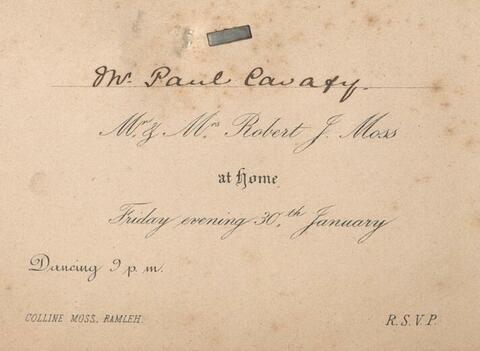 Mr. Paul Cavafy.
Mr. & Mrs. Robert J. Moss
at Home
Friday evening 30th January
Dancing 9 p.m.
COLLINE MOSS, RAMLEH. R.S.V.P.